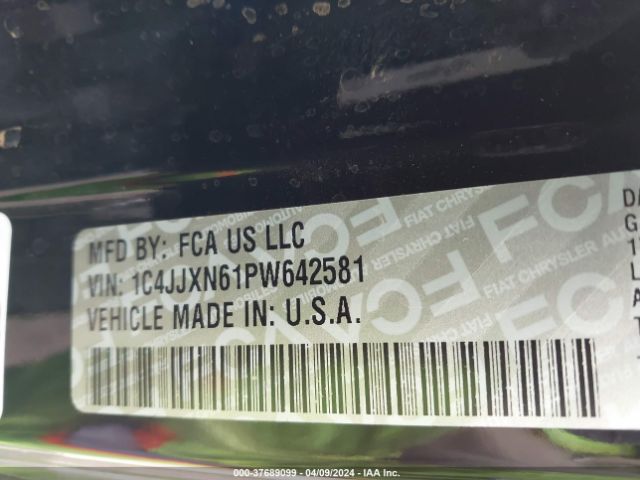 MFD BY: FCA US LLC
VIN: 1C4JJXN61PW642581
VEHICLE MADE IN: U.S.A.
000-37689099 | 04/09/2024 | IAA Inc.